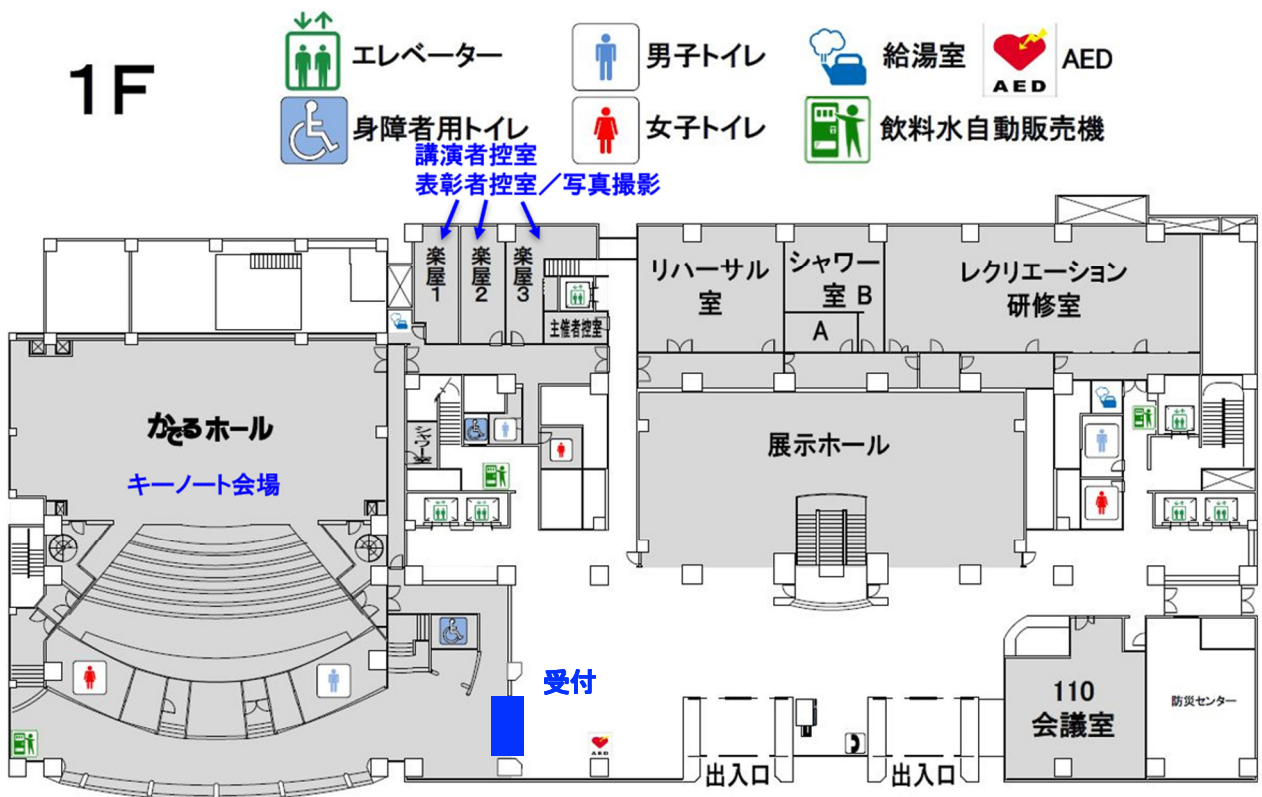 1F
エレベーター
男子トイレ
給湯室
AED
AED
身障者用トイレ
女子トイレ
飲料水自動販売機
講演者控室
表彰者控室／写真撮影
楽屋1
楽屋2
楽屋3
主催者控室
リハーサル
室
シャワー
室 B
A
レクリエーション
研修室
かでるホール
キーノート会場
シャワー室
展示ホール
受付
AED
出入口
出入口
110
会議室
防災センター